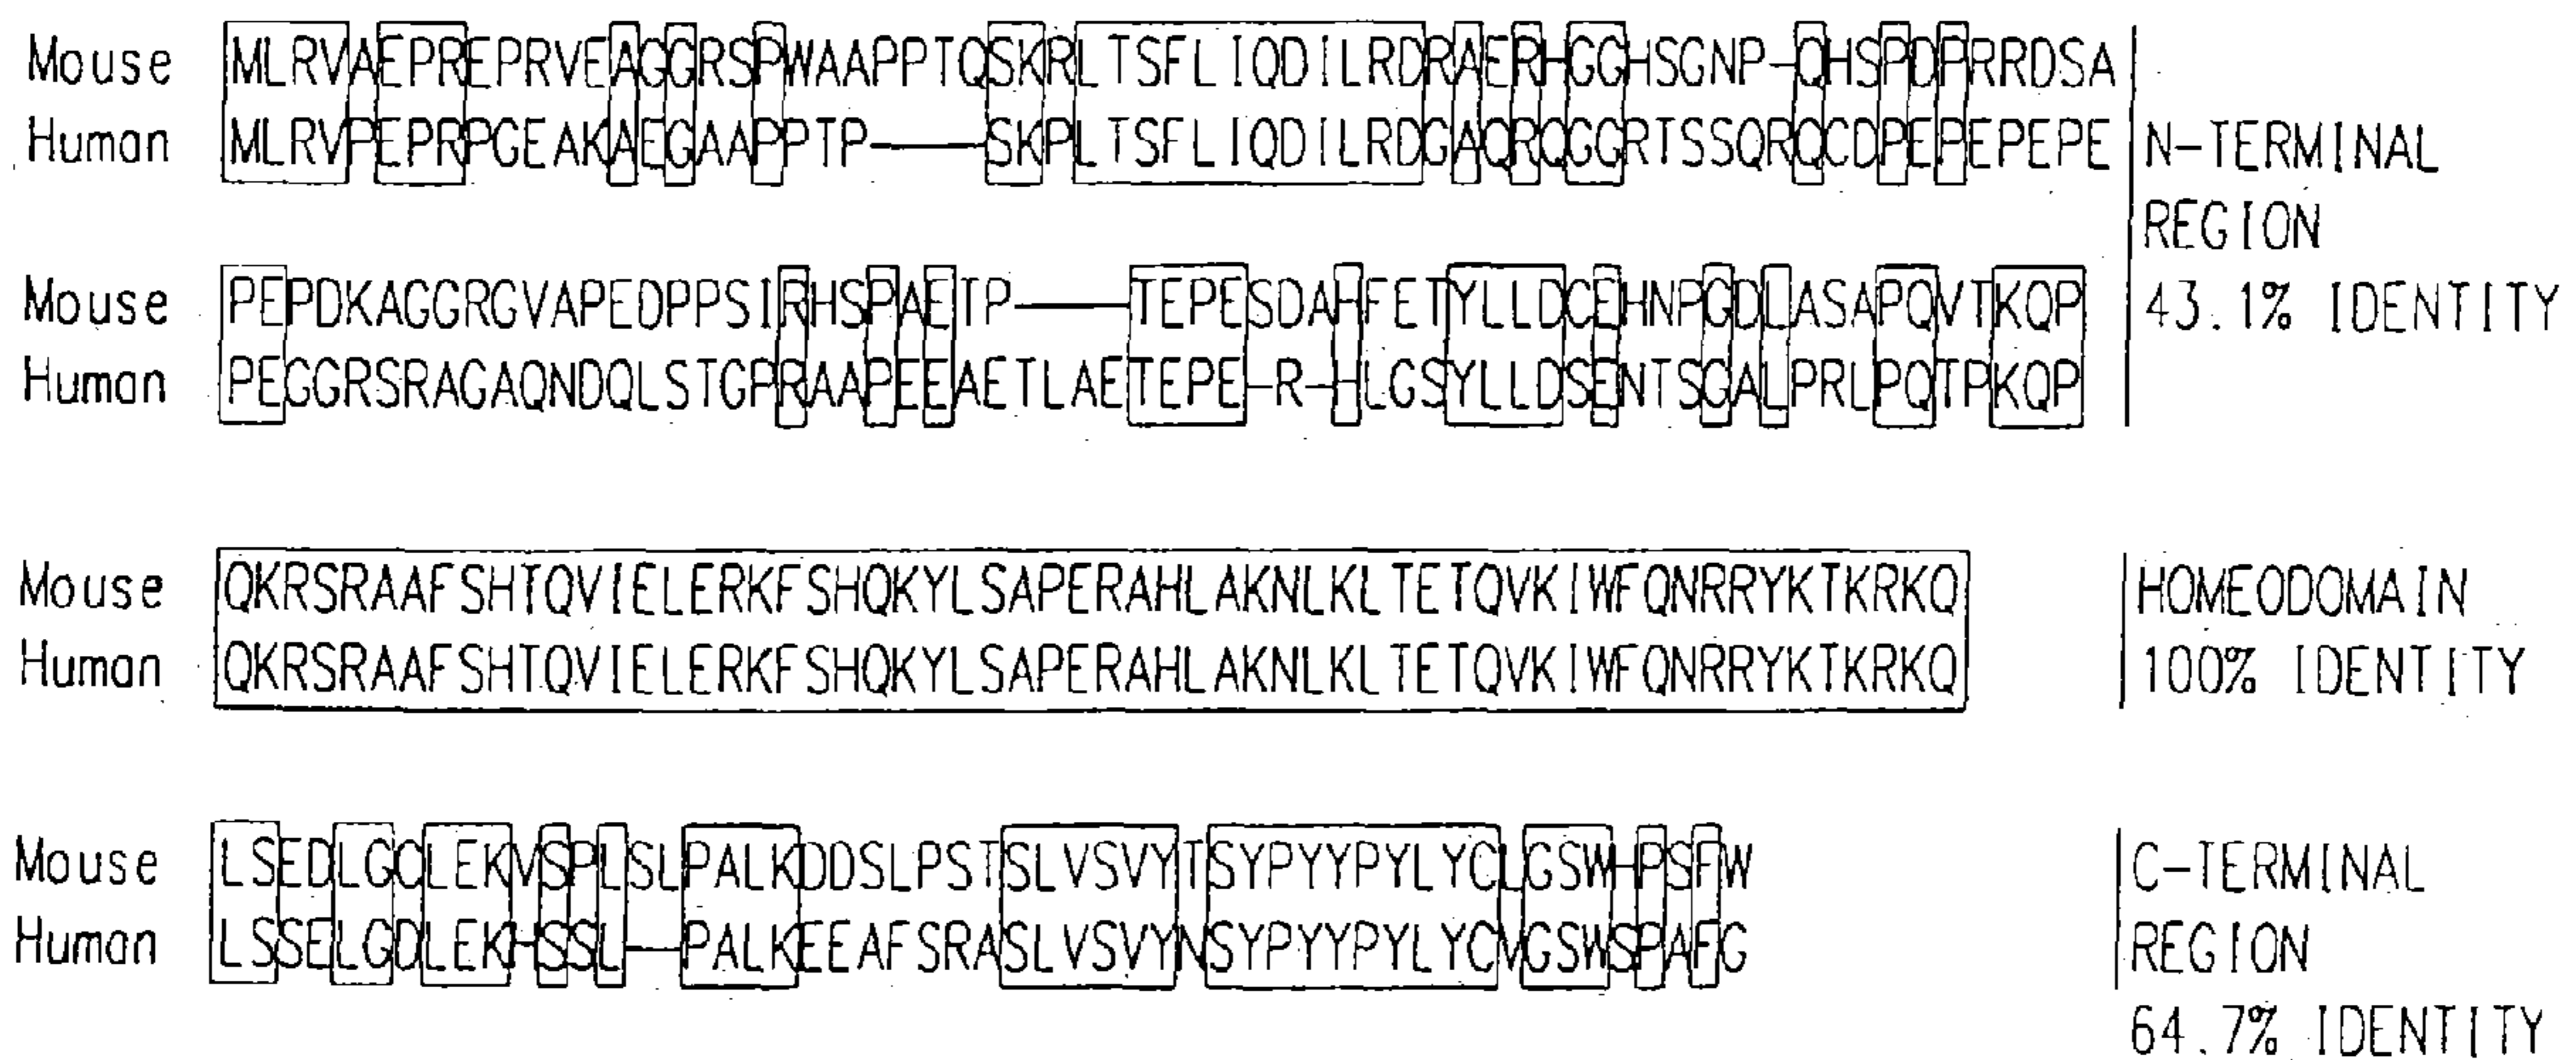 Mouse MLRVAEPREPRVEAGGRSPWAAPPTQSKRLTSFLIQDILRDRAERHGGHSGNP-QHSPDPRRDSA
Human MLRVPEPRPGEAKAEGAAPPTP----SKPLTSFLIQDILRDGAQRQGGRTSSQRQCDPEPEPEPE
N-TERMINAL
REGION
43.1% IDENTITY
Mouse PEPDKAGGRGVAPEDPPSIRHSPAETP----TEPESDAHFETYLLDCEHNPGDLASAPQVTKQP
Human PEGGRSRAGAQNDQLSTGPRAAPEEAETLAETEPE-R-HLGSYLLDSENTSGALPRLPQTPKQP
Mouse QKRSRAAFSHTQVIELERKFSHQKYLSAPERAHLAKNLKLTETQVKIWFQNRRYKTKRKQ
Human QKRSRAAFSHTQVIELERKFSHQKYLSAPERAHLAKNLKLTETQVKIWFQNRRYKTKRKQ
HOMEODOMAIN
100% IDENTITY
Mouse LSEDLGCLEKVSPLSLPALKDDSLPSTSLVSVYTSYPYYPYLYCLGSWHPSFW
Human LSSELGDLEKHSSL--PALKEEAFSRASLVSVYNSYPYYPYLYCVGSWSPAFG
C-TERMINAL
REGION
64.7% IDENTITY